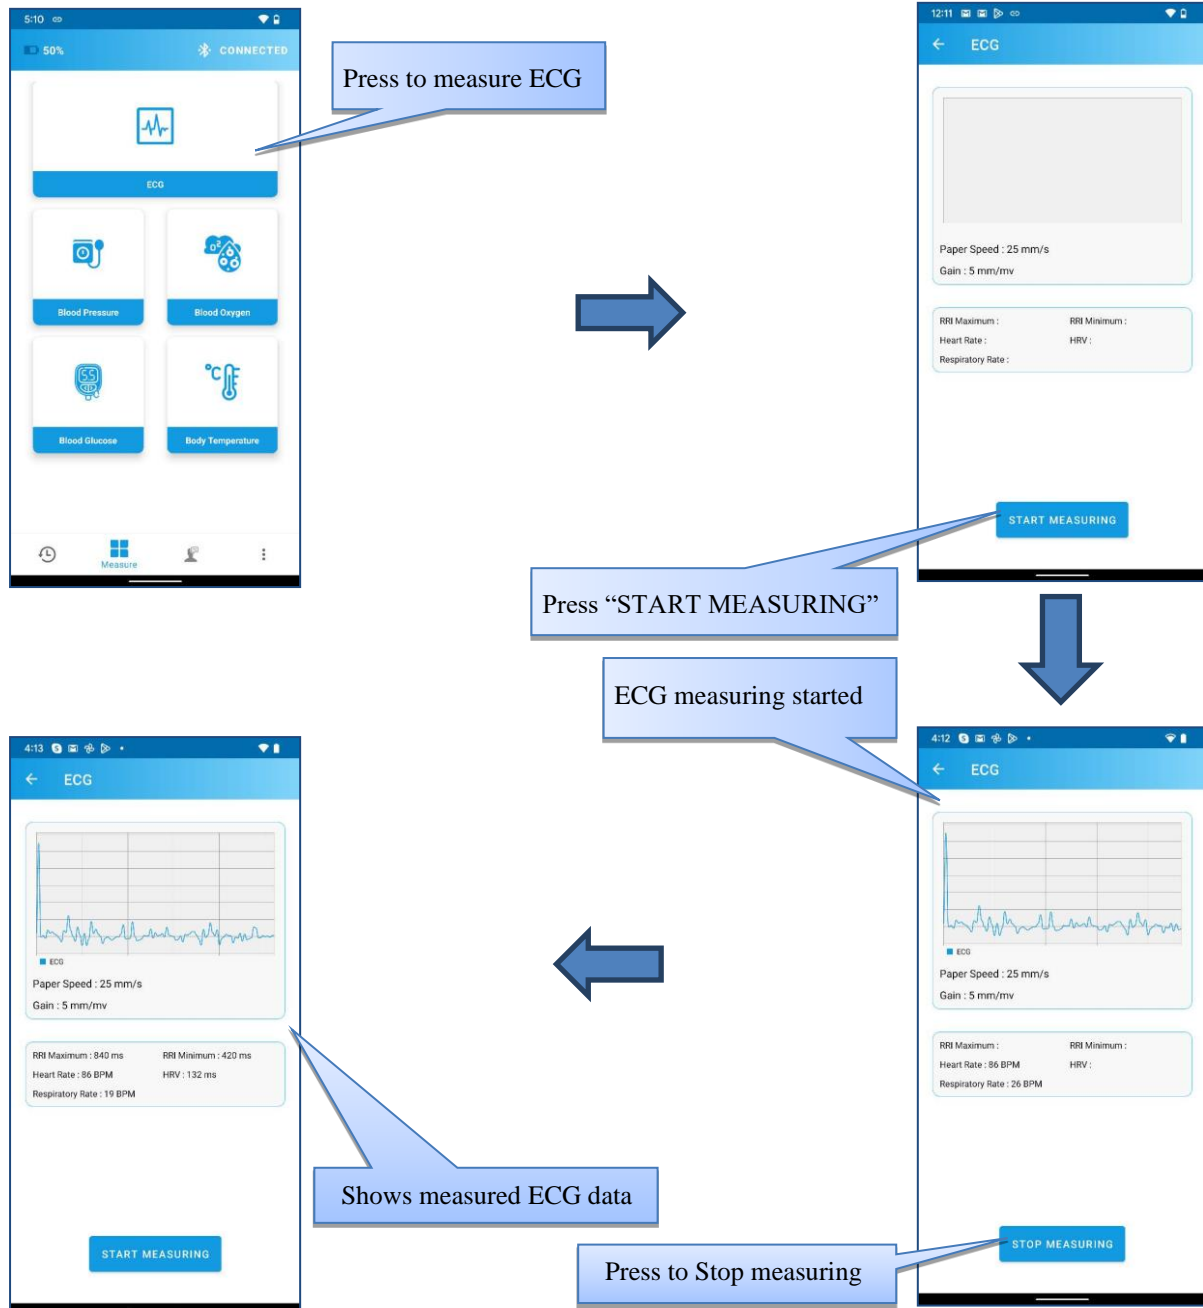 5:10
50%
CONNECTED
Press to measure ECG
ECG
Blood Pressure
Blood Oxygen
Blood Glucose
°C °F
Body Temperature
Measure
12:11
ECG
Paper Speed : 25 mm/s
Gain : 5 mm/mv
RRI Maximum :
RRI Minimum :
Heart Rate :
HRV :
Respiratory Rate :
START MEASURING
Press “START MEASURING”
ECG measuring started
4:12
ECG
ECG
Paper Speed : 25 mm/s
Gain : 5 mm/mv
RRI Maximum :
RRI Minimum :
Heart Rate : 86 BPM
HRV :
Respiratory Rate : 26 BPM
STOP MEASURING
Press to Stop measuring
4:13
ECG
ECG
Paper Speed : 25 mm/s
Gain : 5 mm/mv
RRI Maximum : 840 ms
RRI Minimum : 420 ms
Heart Rate : 86 BPM
HRV : 132 ms
Respiratory Rate : 19 BPM
Shows measured ECG data
START MEASURING